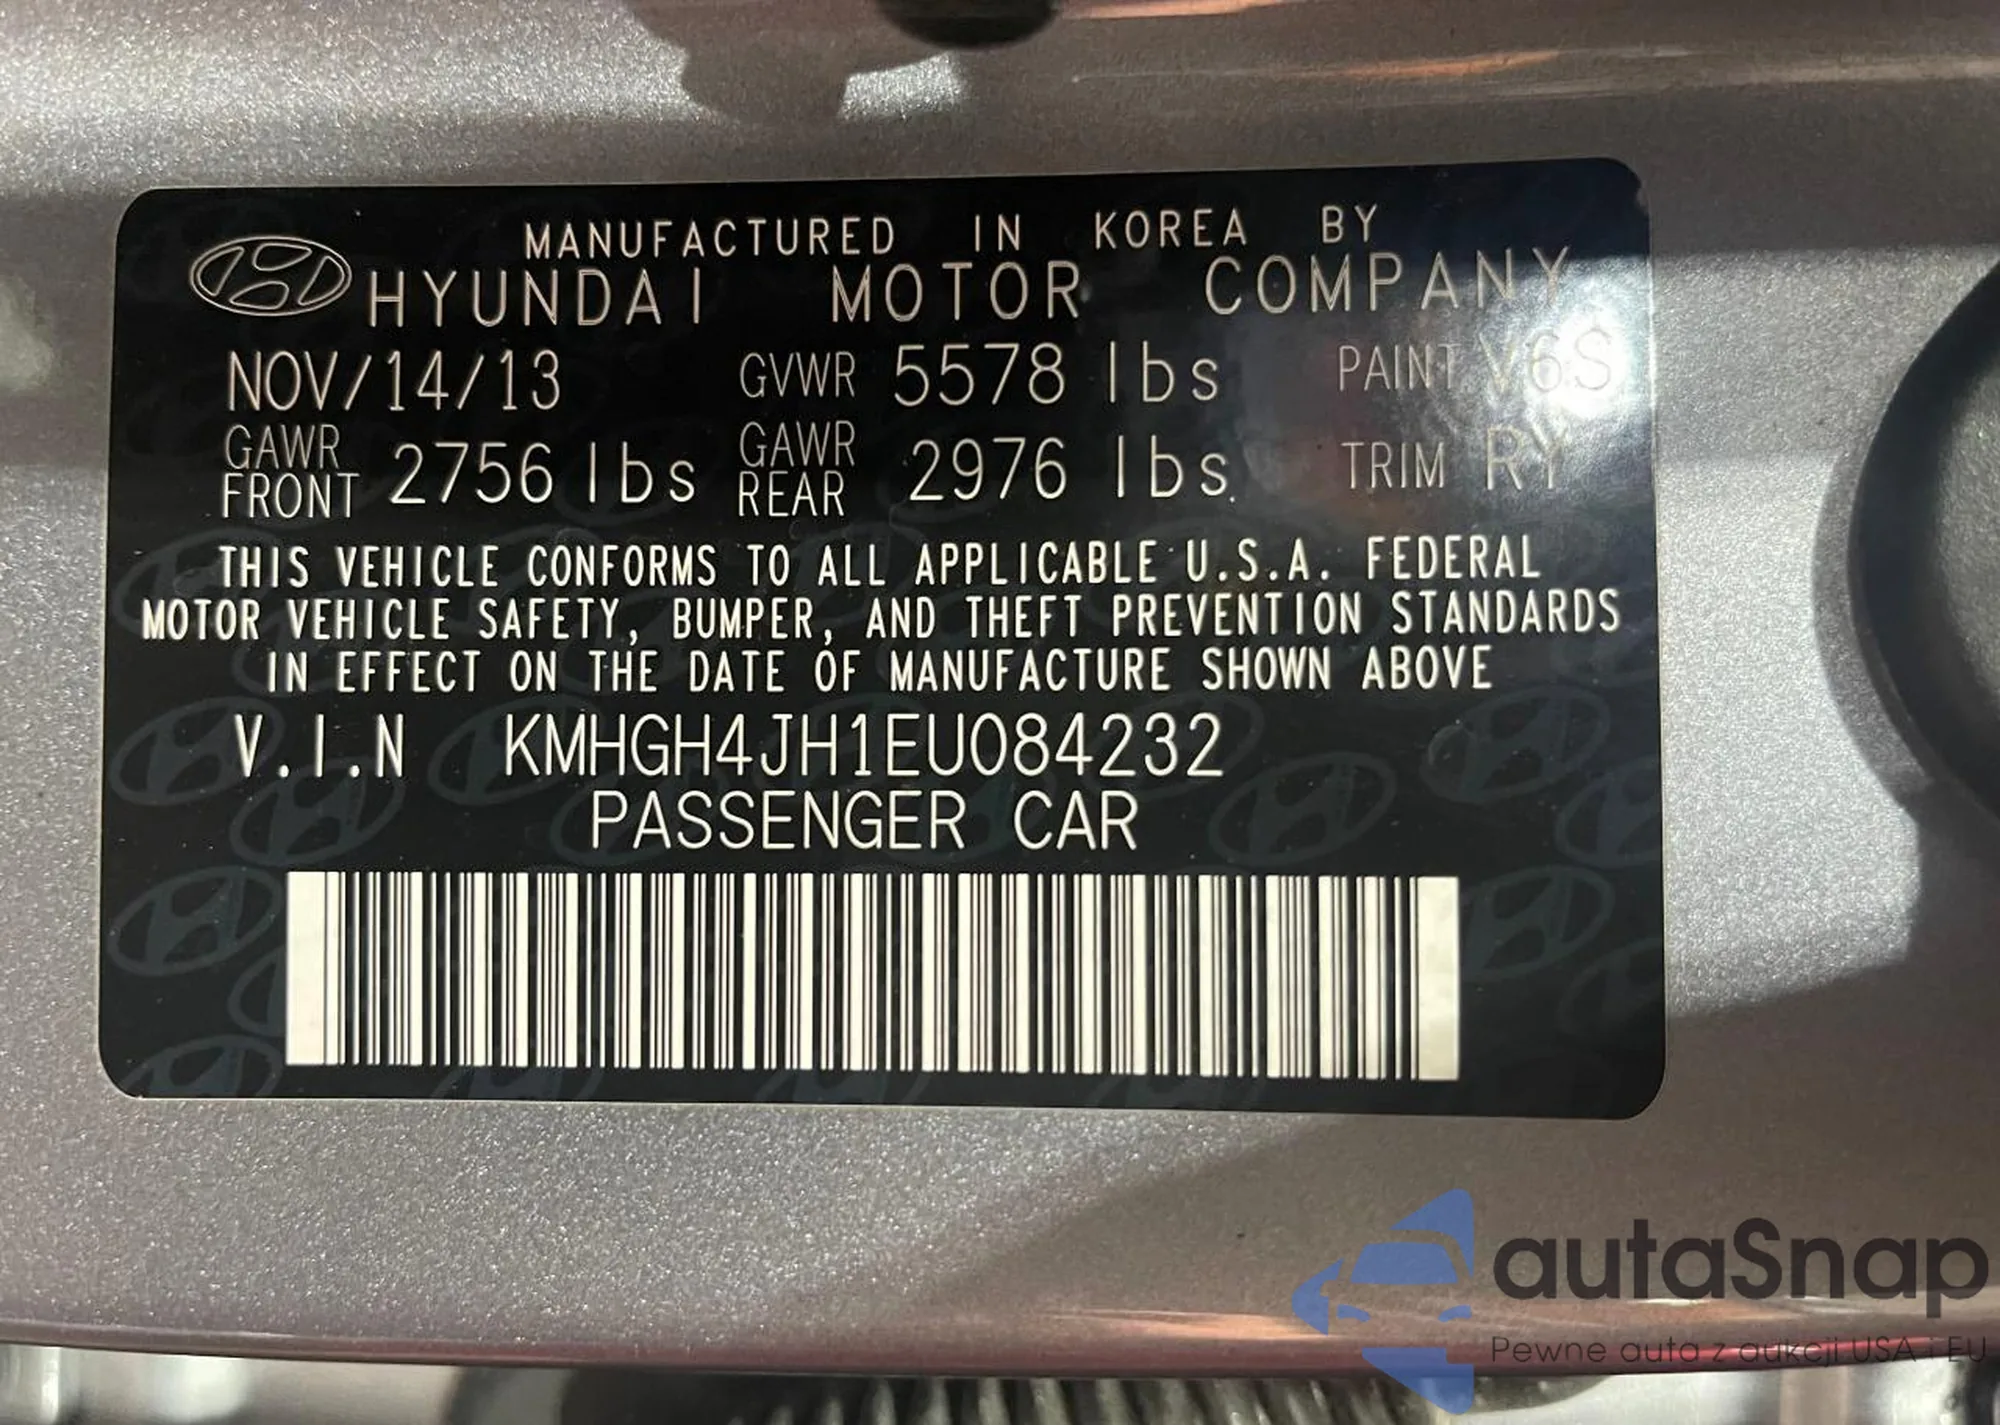 MANUFACTURED IN KOREA BY
HYUNDAI MOTOR COMPANY
NOV/14/13 GVWR 5578 lbs PAINT V6S
GAWR FRONT 2756 lbs GAWR REAR 2976 lbs TRIM RY
THIS VEHICLE CONFORMS TO ALL APPLICABLE U.S.A. FEDERAL
MOTOR VEHICLE SAFETY, BUMPER, AND THEFT PREVENTION STANDARDS
IN EFFECT ON THE DATE OF MANUFACTURE SHOWN ABOVE
V.I.N KMHGH4JH1EU084232
PASSENGER CAR
autaSnap
Pewne auta z aukcji USA i EU